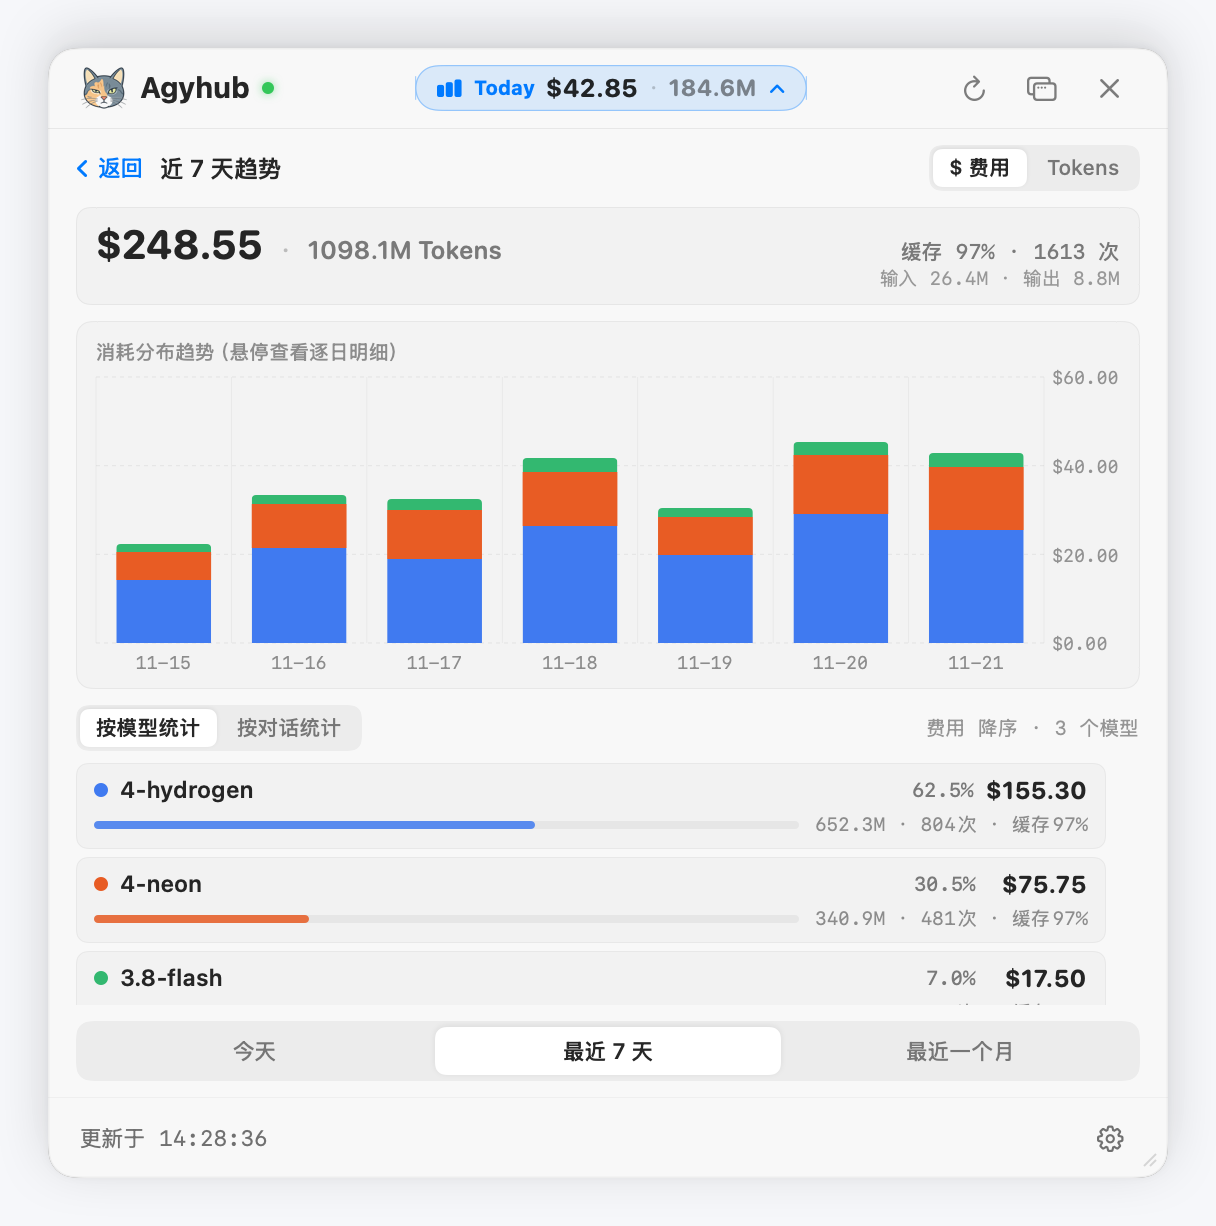 Agyhub
Today $42.85 · 184.6M
返回 近 7 天趋势
$ 费用 Tokens
$248.55 · 1098.1M Tokens
缓存 97% · 1613 次
输入 26.4M · 输出 8.8M
消耗分布趋势 (悬停查看逐日明细)
$60.00
$40.00
$20.00
$0.00
11-15 11-16 11-17 11-18 11-19 11-20 11-21
按模型统计 按对话统计
费用 降序 · 3 个模型
4-hydrogen 62.5% $155.30
652.3M · 804次 · 缓存97%
4-neon 30.5% $75.75
340.9M · 481次 · 缓存97%
3.8-flash 7.0% $17.50
今天 最近 7 天 最近一个月
更新于 14:28:36